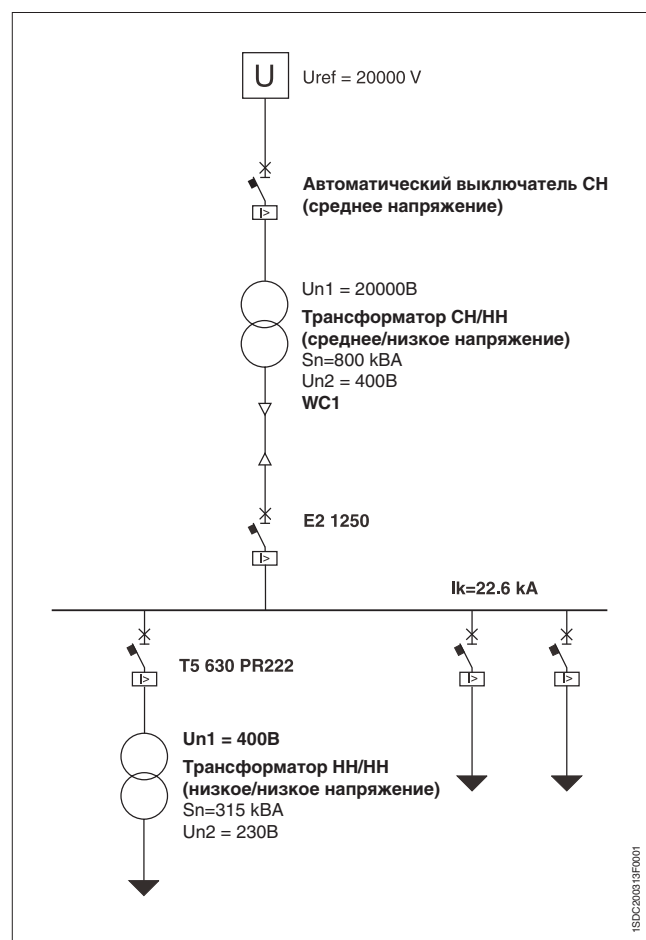 U
Uref = 20000 V
Автоматический выключатель СН
(среднее напряжение)
I>
Un1 = 20000В
Трансформатор СН/НН
(среднее/низкое напряжение)
Sn=800 kBA
Un2 = 400В
WC1
E2 1250
I>
Ik=22.6 kA
T5 630 PR222
I>
I>
I>
Un1 = 400В
Трансформатор НН/НН
(низкое/низкое напряжение)
Sn=315 kBA
Un2 = 230В
1SDC200313F0001